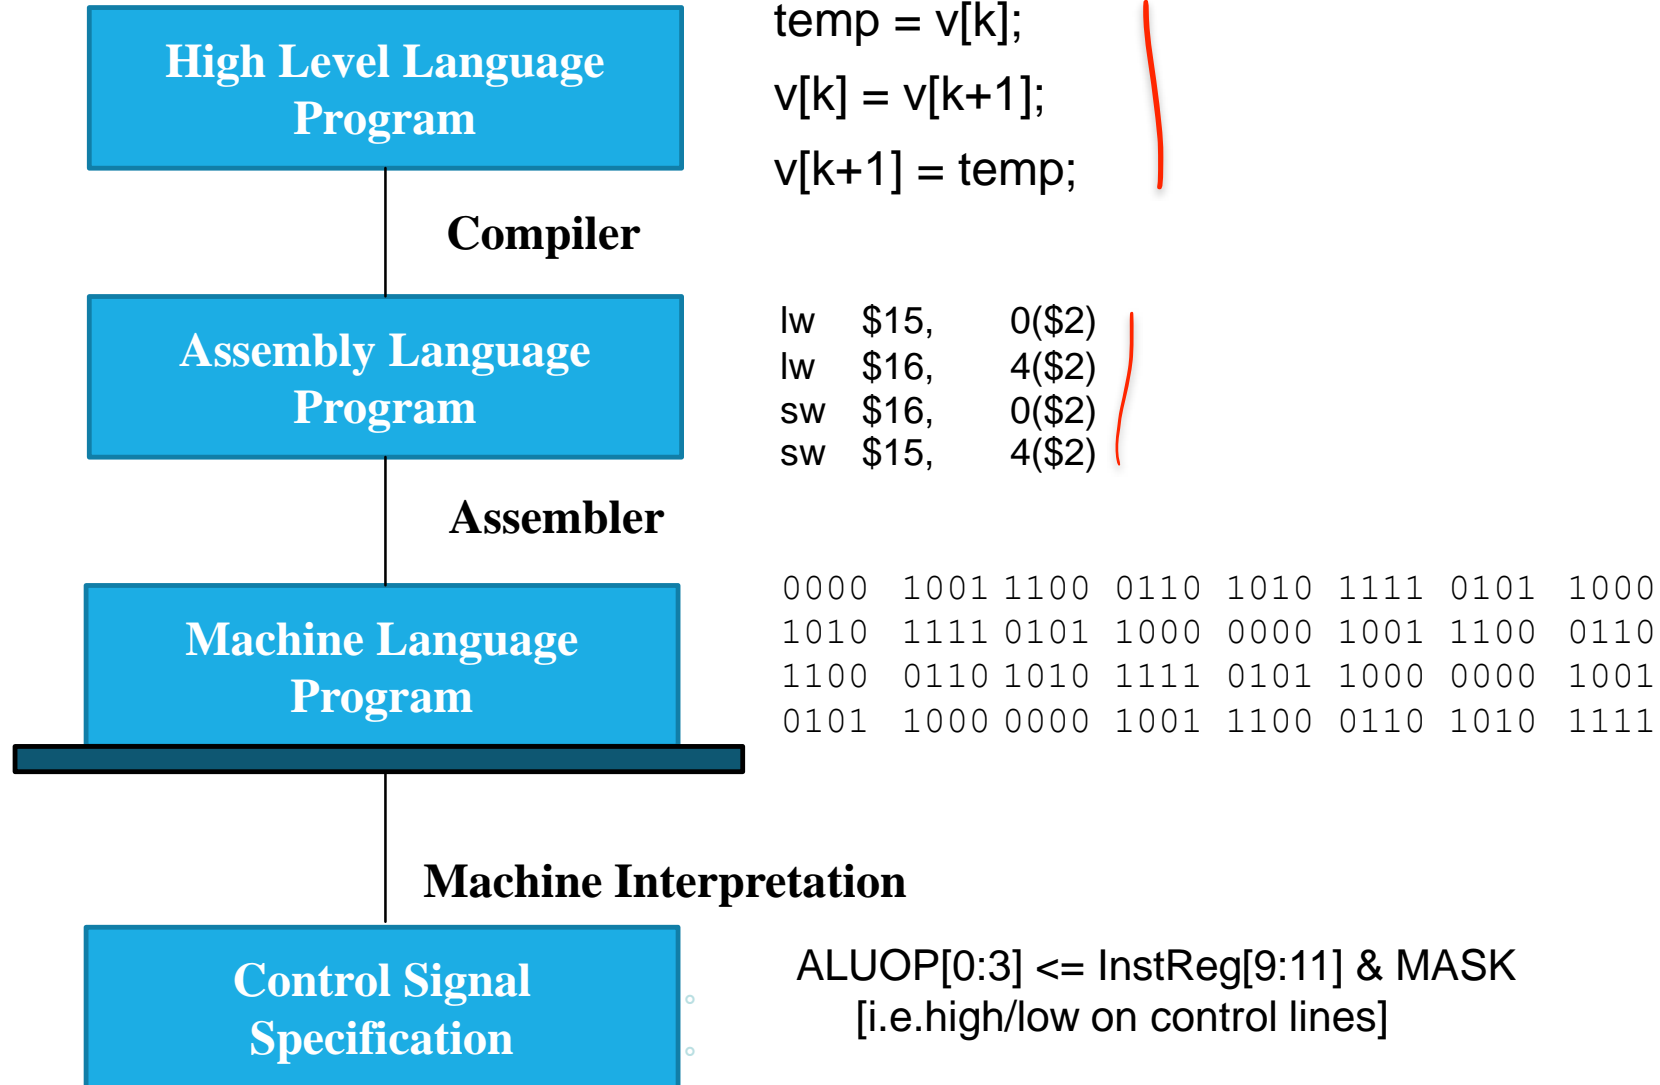 High Level Language
Program
temp = v[k];
v[k] = v[k+1];
v[k+1] = temp;
Compiler
Assembly Language
Program
lw $15, 0($2)
lw $16, 4($2)
sw $16, 0($2)
sw $15, 4($2)
Assembler
Machine Language
Program
0000 1001 1100 0110 1010 1111 0101 1000
1010 1111 0101 1000 0000 1001 1100 0110
1100 0110 1010 1111 0101 1000 0000 1001
0101 1000 0000 1001 1100 0110 1010 1111
Machine Interpretation
Control Signal
Specification
ALUOP[0:3] <= InstReg[9:11] & MASK
[i.e.high/low on control lines]